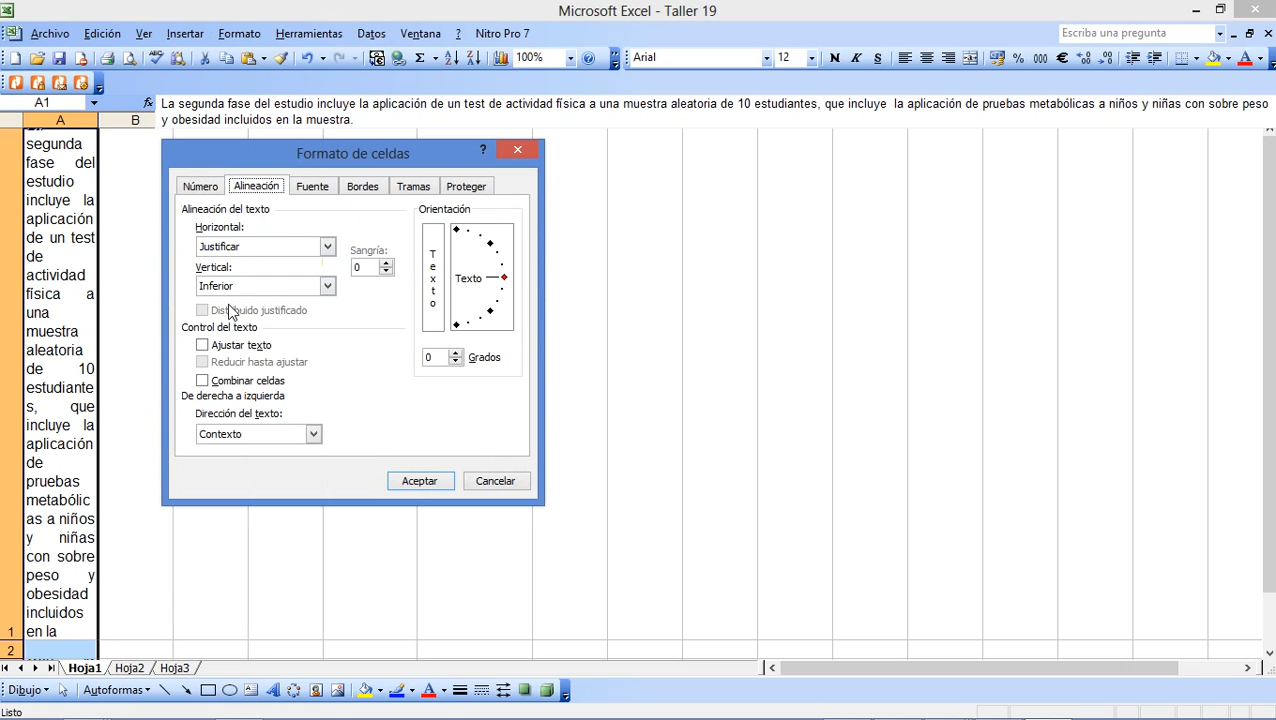 Microsoft Excel - Taller 19
Archivo Edición Ver Insertar Formato Herramientas Datos Ventana ? Nitro Pro 7
Escriba una pregunta
100%
Arial
12
N K S
% 000
A1
fx
La segunda fase del estudio incluye la aplicación de un test de actividad física a una muestra aleatoria de 10 estudiantes, que incluye la aplicación de pruebas metabólicas a niños y niñas con sobre peso
y obesidad incluidos en la muestra.
A B
segunda
fase del
estudio
incluye la
aplicación
de un test
de
actividad
física a
una
muestra
aleatoria
de 10
estudiante
s, que
incluye la
aplicación
de
pruebas
metabólic
as a niños
y niñas
con sobre
peso y
obesidad
incluidos
en la
1
2
Formato de celdas
?
Número Alineación Fuente Bordes Tramas Proteger
Alineación del texto
Horizontal:
Justificar
Sangría:
0
Vertical:
Inferior
Distribuido justificado
Control del texto
Ajustar texto
Reducir hasta ajustar
Combinar celdas
De derecha a izquierda
Dirección del texto:
Contexto
Orientación
Texto
Texto
0 Grados
Aceptar Cancelar
Hoja1 Hoja2 Hoja3
Dibujo Autoformas
Listo